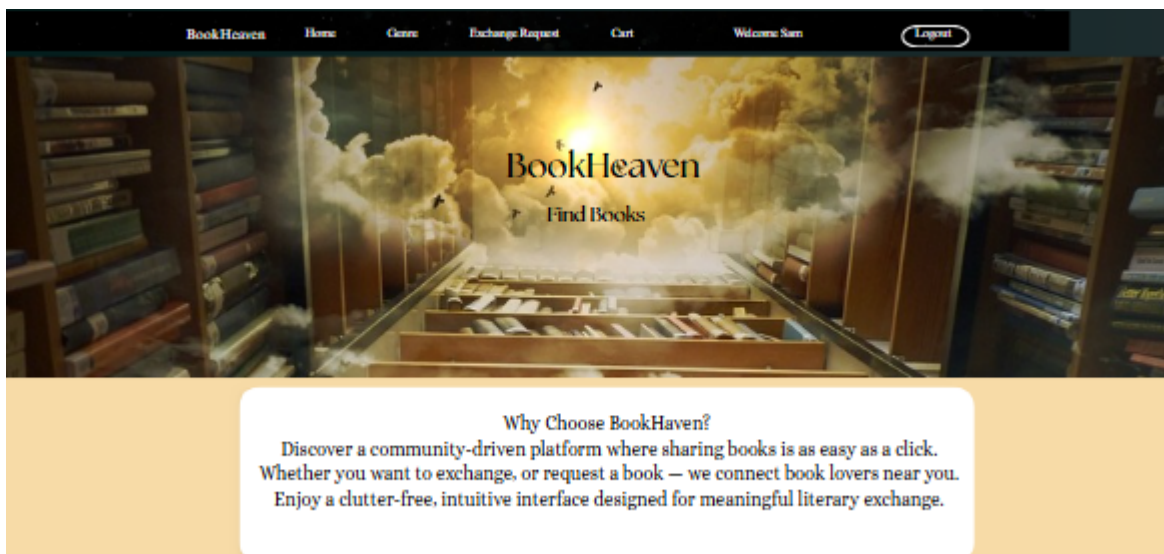 BookHeaven Home Genre Exchange Request Cart Welcome Sam Logout
BookHeaven
Find Books
Why Choose BookHaven?
Discover a community-driven platform where sharing books is as easy as a click.
Whether you want to exchange, or request a book — we connect book lovers near you.
Enjoy a clutter-free, intuitive interface designed for meaningful literary exchange.